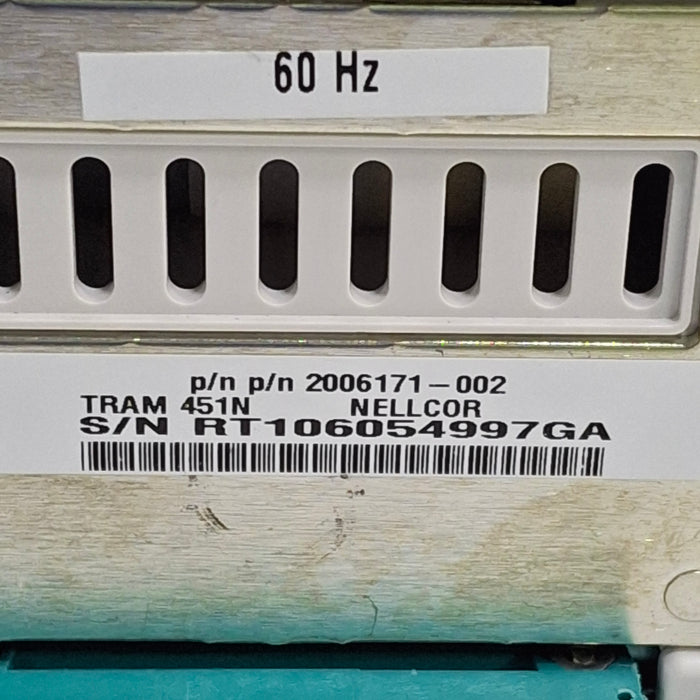 60 Hz
p/n p/n 2006171-002
TRAM 451N NELLCOR
S/N RT106054997GA